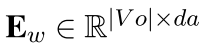 𝐄_w ∈ ℝ^{|Vo|×da}